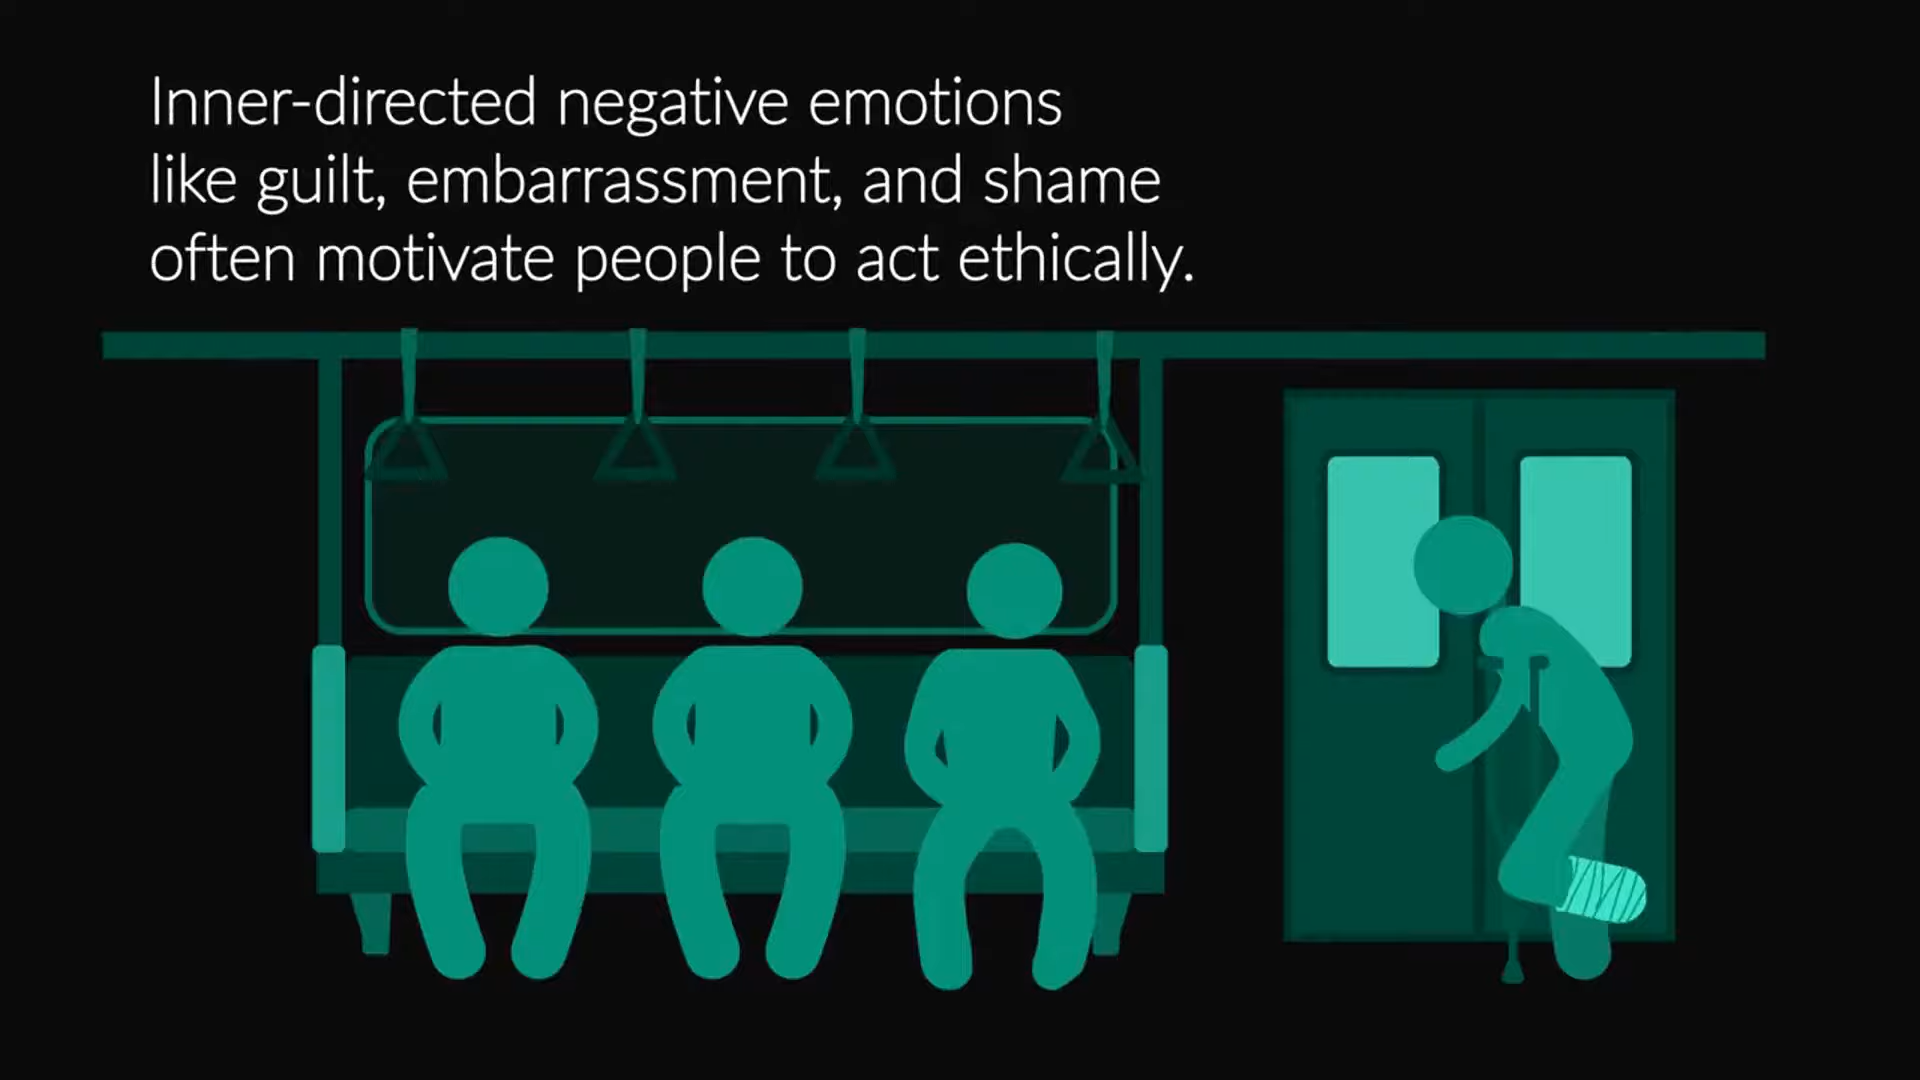 Inner-directed negative emotions
like guilt, embarrassment, and shame
often motivate people to act ethically.